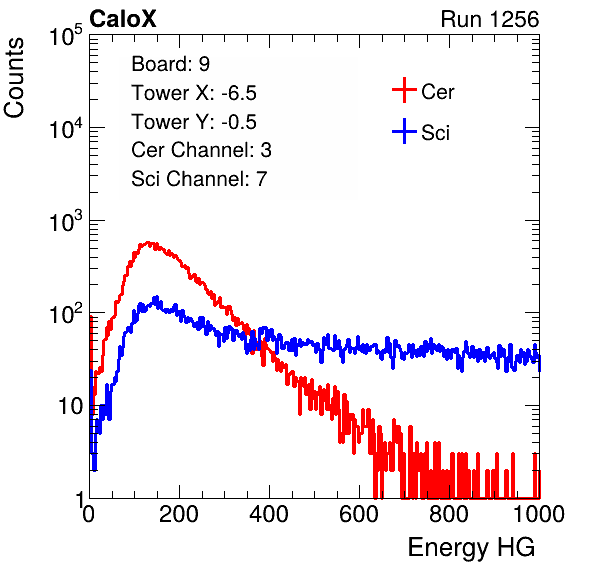 CaloX Run 1256
Counts
Board: 9
Tower X: -6.5
Tower Y: -0.5
Cer Channel: 3
Sci Channel: 7
Cer
Sci
10^5
10^4
10^3
10^2
10
1
0 200 400 600 800 1000
Energy HG